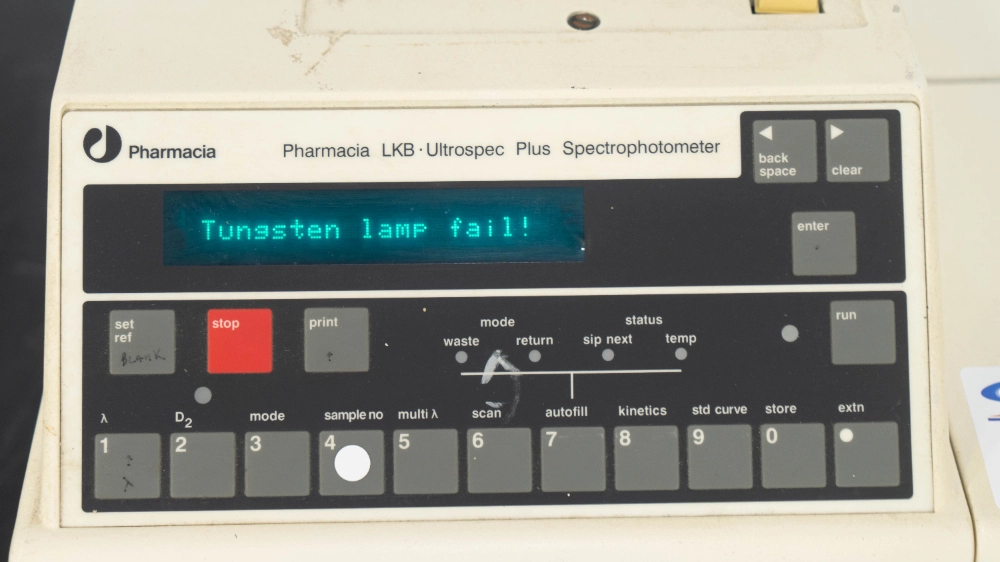 Pharmacia
Pharmacia LKB·Ultrospec Plus Spectrophotometer
◀ ▶
back space clear
Tungsten lamp fail!
enter
set ref stop print
BLANK
mode status
waste return sip next temp
run
λ D2 mode sample no multi λ scan autofill kinetics std curve store extn
1 2 3 4 5 6 7 8 9 0
λ